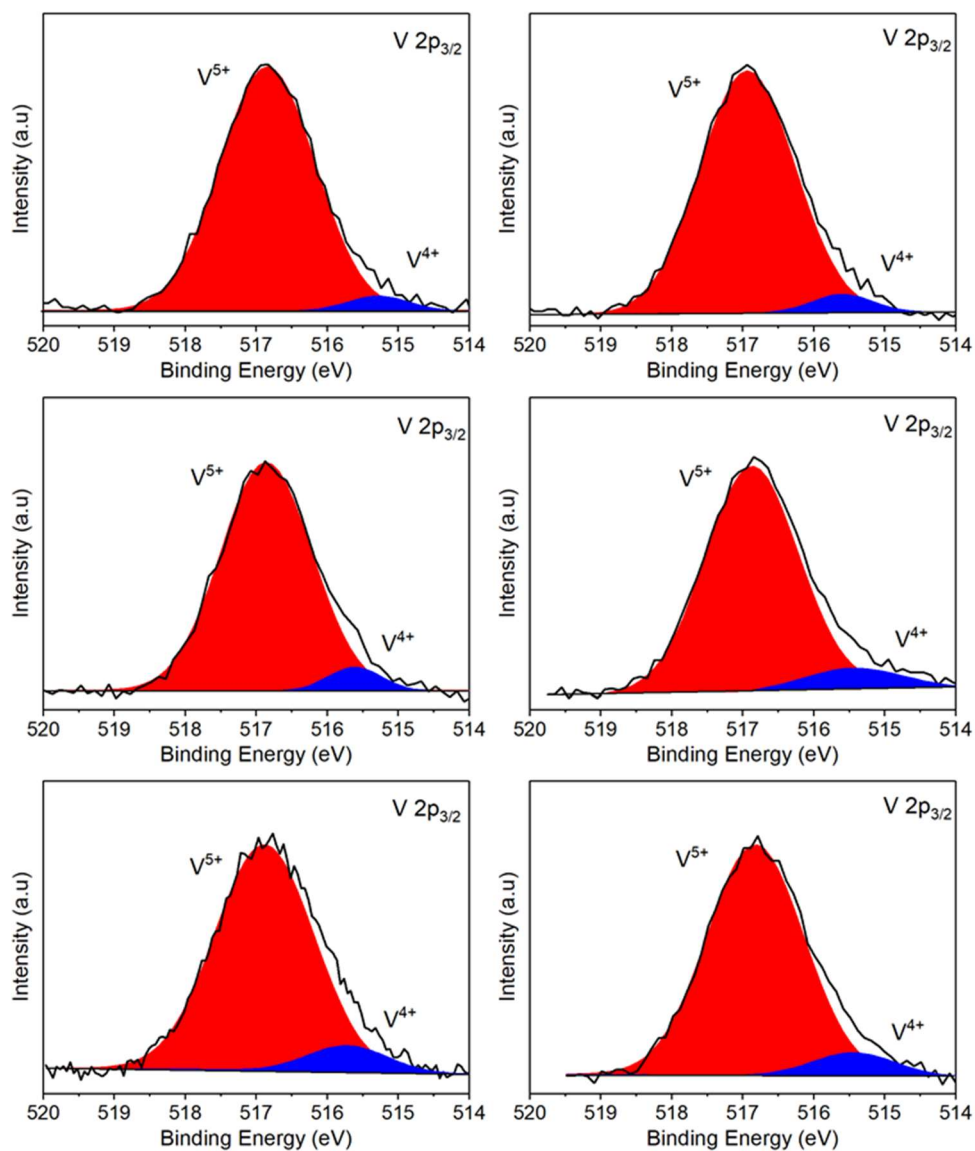 V 2p3/2
V 2p3/2
V5+
V5+
V4+
V4+
Intensity (a.u)
Intensity (a.u)
520 519 518 517 516 515 514
520 519 518 517 516 515 514
Binding Energy (eV)
Binding Energy (eV)
V 2p3/2
V 2p3/2
V5+
V5+
V4+
V4+
Intensity (a.u)
Intensity (a.u)
520 519 518 517 516 515 514
520 519 518 517 516 515 514
Binding Energy (eV)
Binding Energy (eV)
V 2p3/2
V 2p3/2
V5+
V5+
V4+
V4+
Intensity (a.u)
Intensity (a.u)
520 519 518 517 516 515 514
520 519 518 517 516 515 514
Binding Energy (eV)
Binding Energy (eV)